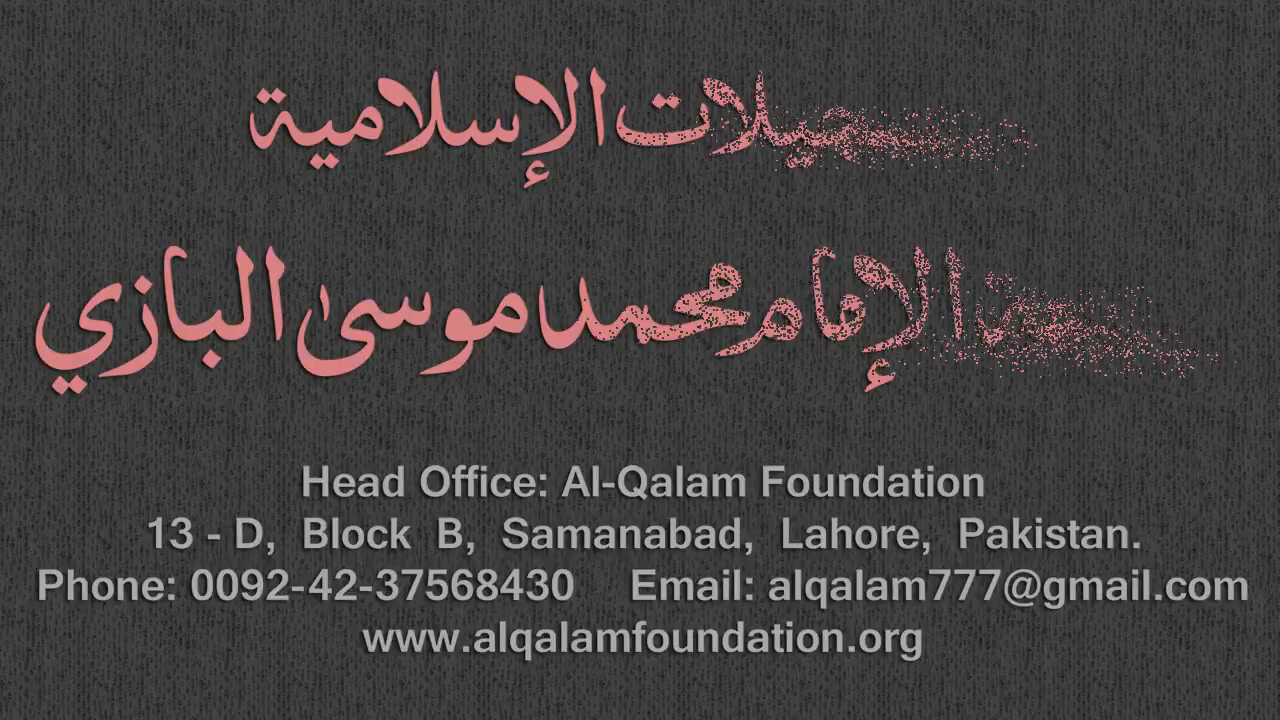 الإسلامية
الإمام محمد موسىٰ البازي
Head Office: Al-Qalam Foundation
13 - D, Block B, Samanabad, Lahore, Pakistan.
Phone: 0092-42-37568430 Email: alqalam777@gmail.com
www.alqalamfoundation.org